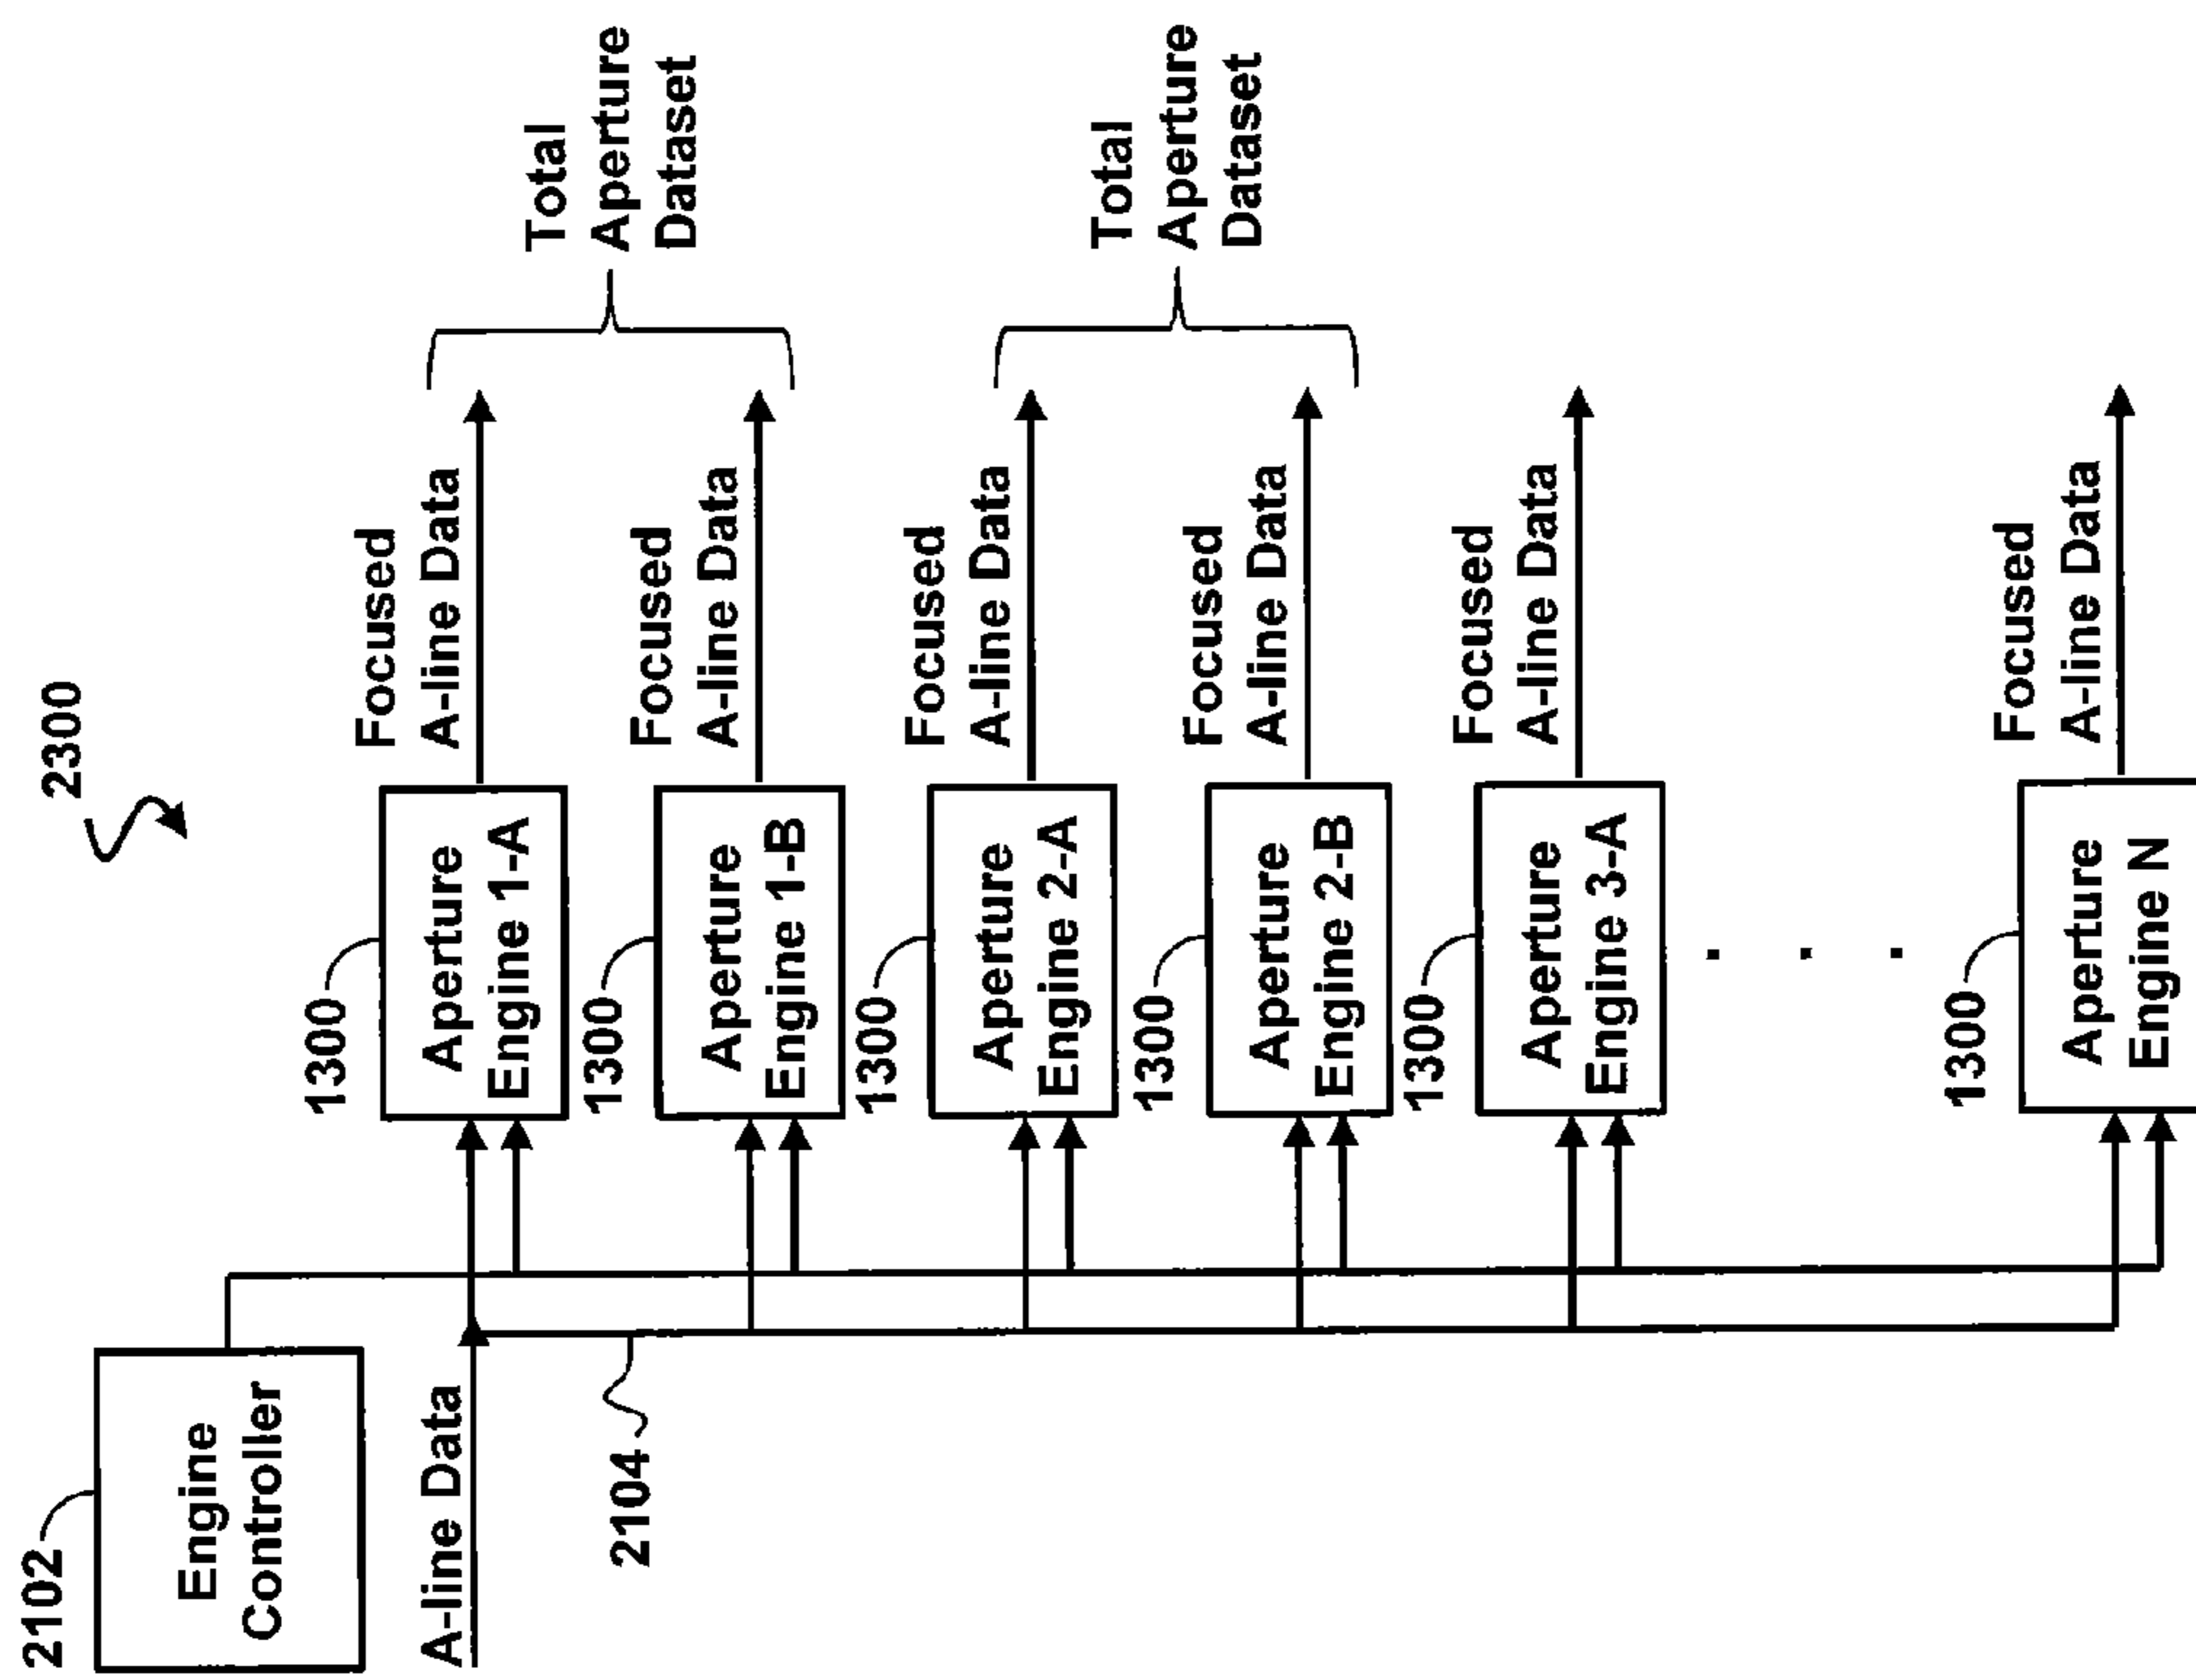 2300
2102
Engine
Controller
A-line Data
2104
1300
Aperture
Engine 1-A
Focused
A-line Data
1300
Aperture
Engine 1-B
Focused
A-line Data
Total
Aperture
Dataset
1300
Aperture
Engine 2-A
Focused
A-line Data
1300
Aperture
Engine 2-B
Focused
A-line Data
Total
Aperture
Dataset
1300
Aperture
Engine 3-A
Focused
A-line Data
. . .
1300
Aperture
Engine N
Focused
A-line Data